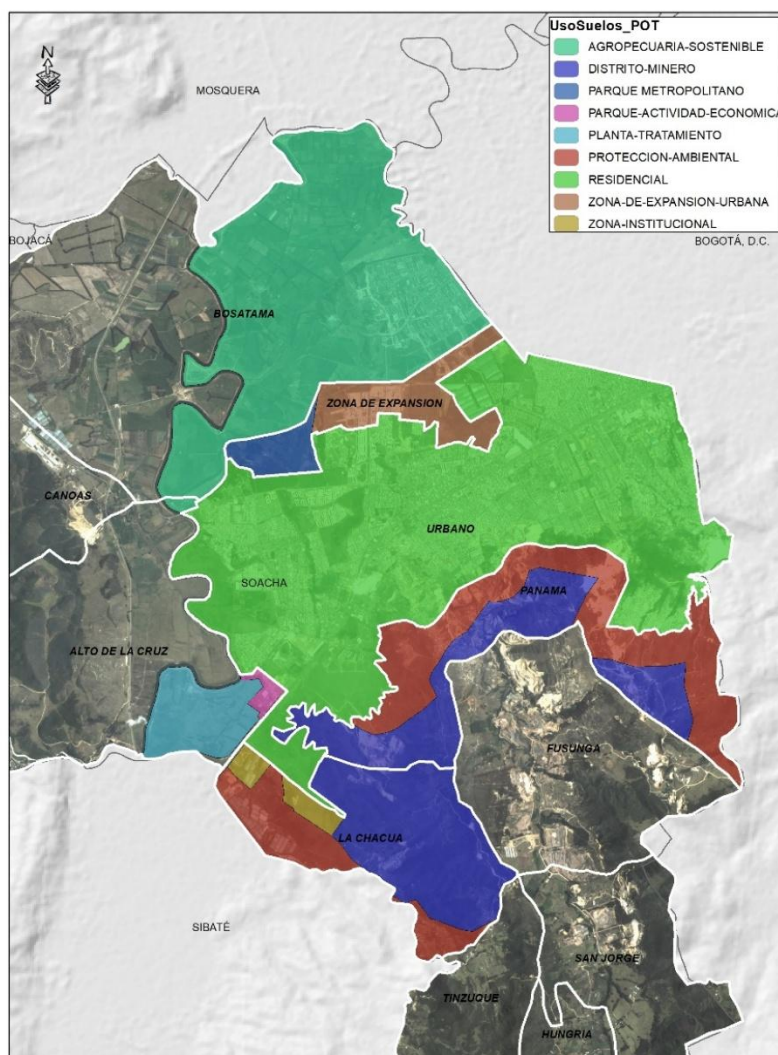 UsoSuelos_POT
AGROPECUARIA-SOSTENIBLE
DISTRITO-MINERO
PARQUE METROPOLITANO
PARQUE-ACTIVIDAD-ECONOMICA
PLANTA-TRATAMIENTO
PROTECCION-AMBIENTAL
RESIDENCIAL
ZONA-DE-EXPANSION-URBANA
ZONA-INSTITUCIONAL
N
MOSQUERA
BOJACÁ
BOGOTÁ, D.C.
BOSATAMA
ZONA DE EXPANSION
CANOAS
URBANO
SOACHA
PANAMA
ALTO DE LA CRUZ
FUSUNGA
LA CHACUA
SIBATÉ
SAN JORGE
TINZUQUE
HUNGRIA